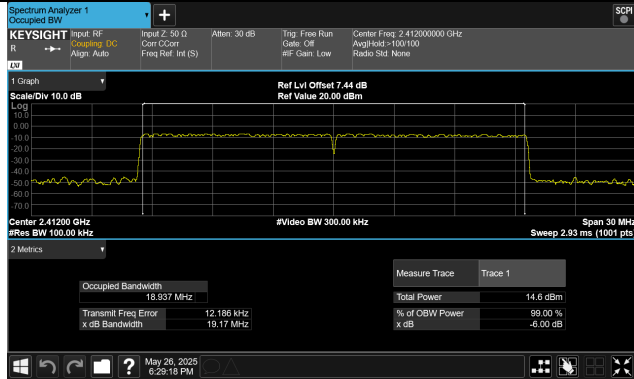 Spectrum Analyzer 1
Occupied BW
SCPI
KEYSIGHT
R
LXI
Input: RF
Coupling: DC
Align: Auto
Input Z: 50 Ω
Corr CCorr
Freq Ref: Int (S)
Atten: 30 dB
Trig: Free Run
Gate: Off
#IF Gain: Low
Center Freq: 2.412000000 GHz
Avg|Hold:>100/100
Radio Std: None
1 Graph
Scale/Div 10.0 dB
Ref Lvl Offset 7.44 dB
Ref Value 20.00 dBm
Log
10.0
0.00
-10.0
-20.0
-30.0
-40.0
-50.0
-60.0
-70.0
Center 2.41200 GHz
#Res BW 100.00 kHz
#Video BW 300.00 kHz
Span 30 MHz
Sweep 2.93 ms (1001 pts)
2 Metrics
Occupied Bandwidth
18.937 MHz
Transmit Freq Error 12.186 kHz
x dB Bandwidth 19.17 MHz
Measure Trace Trace 1
Total Power 14.6 dBm
% of OBW Power 99.00 %
x dB -6.00 dB
?
May 26, 2025
6:29:18 PM